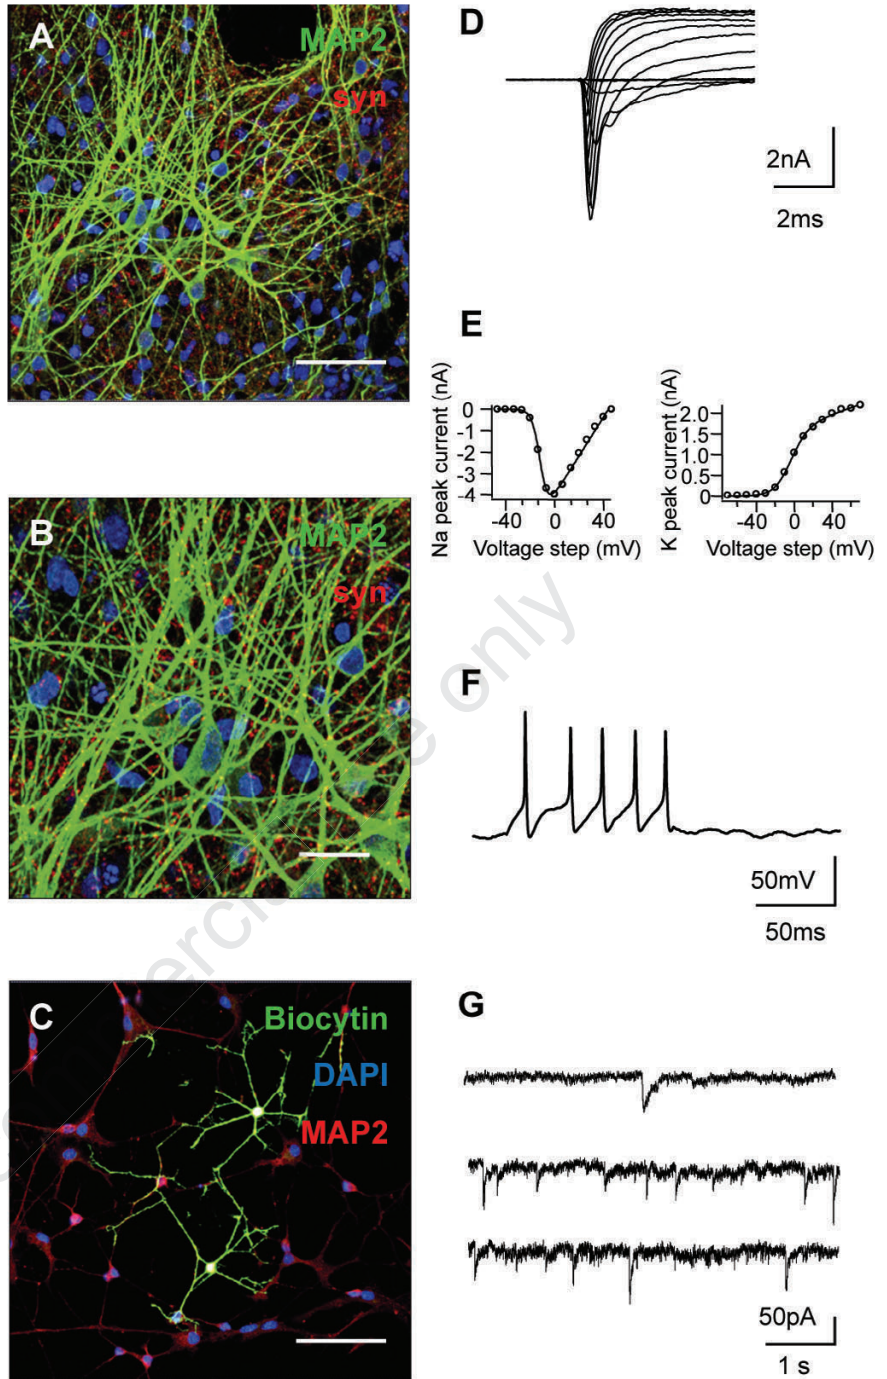 A
MAP2
syn
B
MAP2
syn
C
Biocytin
DAPI
MAP2
D
2nA
2ms
E
Na peak current (nA)
0
-1
-2
-3
-4
-40
0
40
Voltage step (mV)
K peak current (nA)
2.0
1.5
1.0
0.5
0
-40
0
40
Voltage step (mV)
F
50mV
50ms
G
50pA
1 s
only